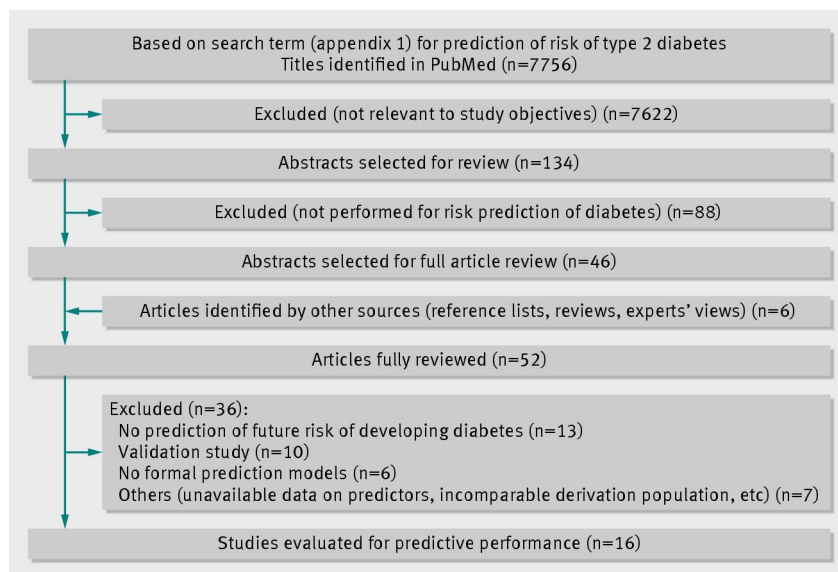 Based on search term (appendix 1) for prediction of risk of type 2 diabetes
Titles identified in PubMed (n=7756)
Excluded (not relevant to study objectives) (n=7622)
Abstracts selected for review (n=134)
Excluded (not performed for risk prediction of diabetes) (n=88)
Abstracts selected for full article review (n=46)
Articles identified by other sources (reference lists, reviews, experts’ views) (n=6)
Articles fully reviewed (n=52)
Excluded (n=36):
No prediction of future risk of developing diabetes (n=13)
Validation study (n=10)
No formal prediction models (n=6)
Others (unavailable data on predictors, incomparable derivation population, etc) (n=7)
Studies evaluated for predictive performance (n=16)